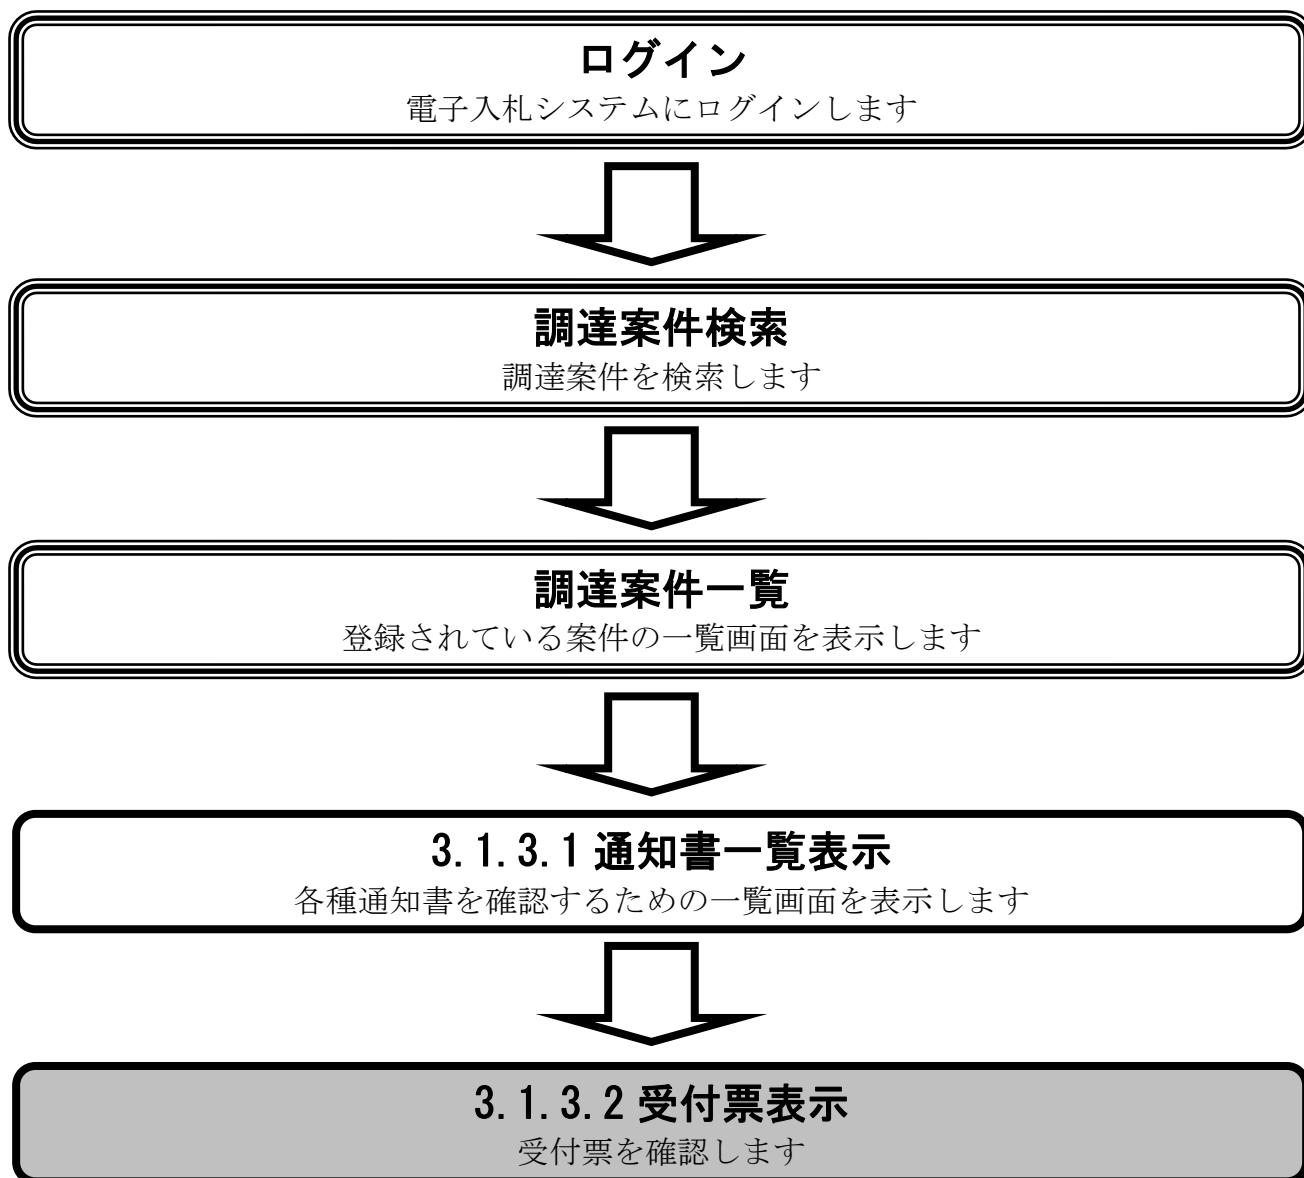 ログイン
電子入札システムにログインします
調達案件検索
調達案件を検索します
調達案件一覧
登録されている案件の一覧画面を表示します
3.1.3.1 通知書一覧表示
各種通知書を確認するための一覧画面を表示します
3.1.3.2 受付票表示
受付票を確認します